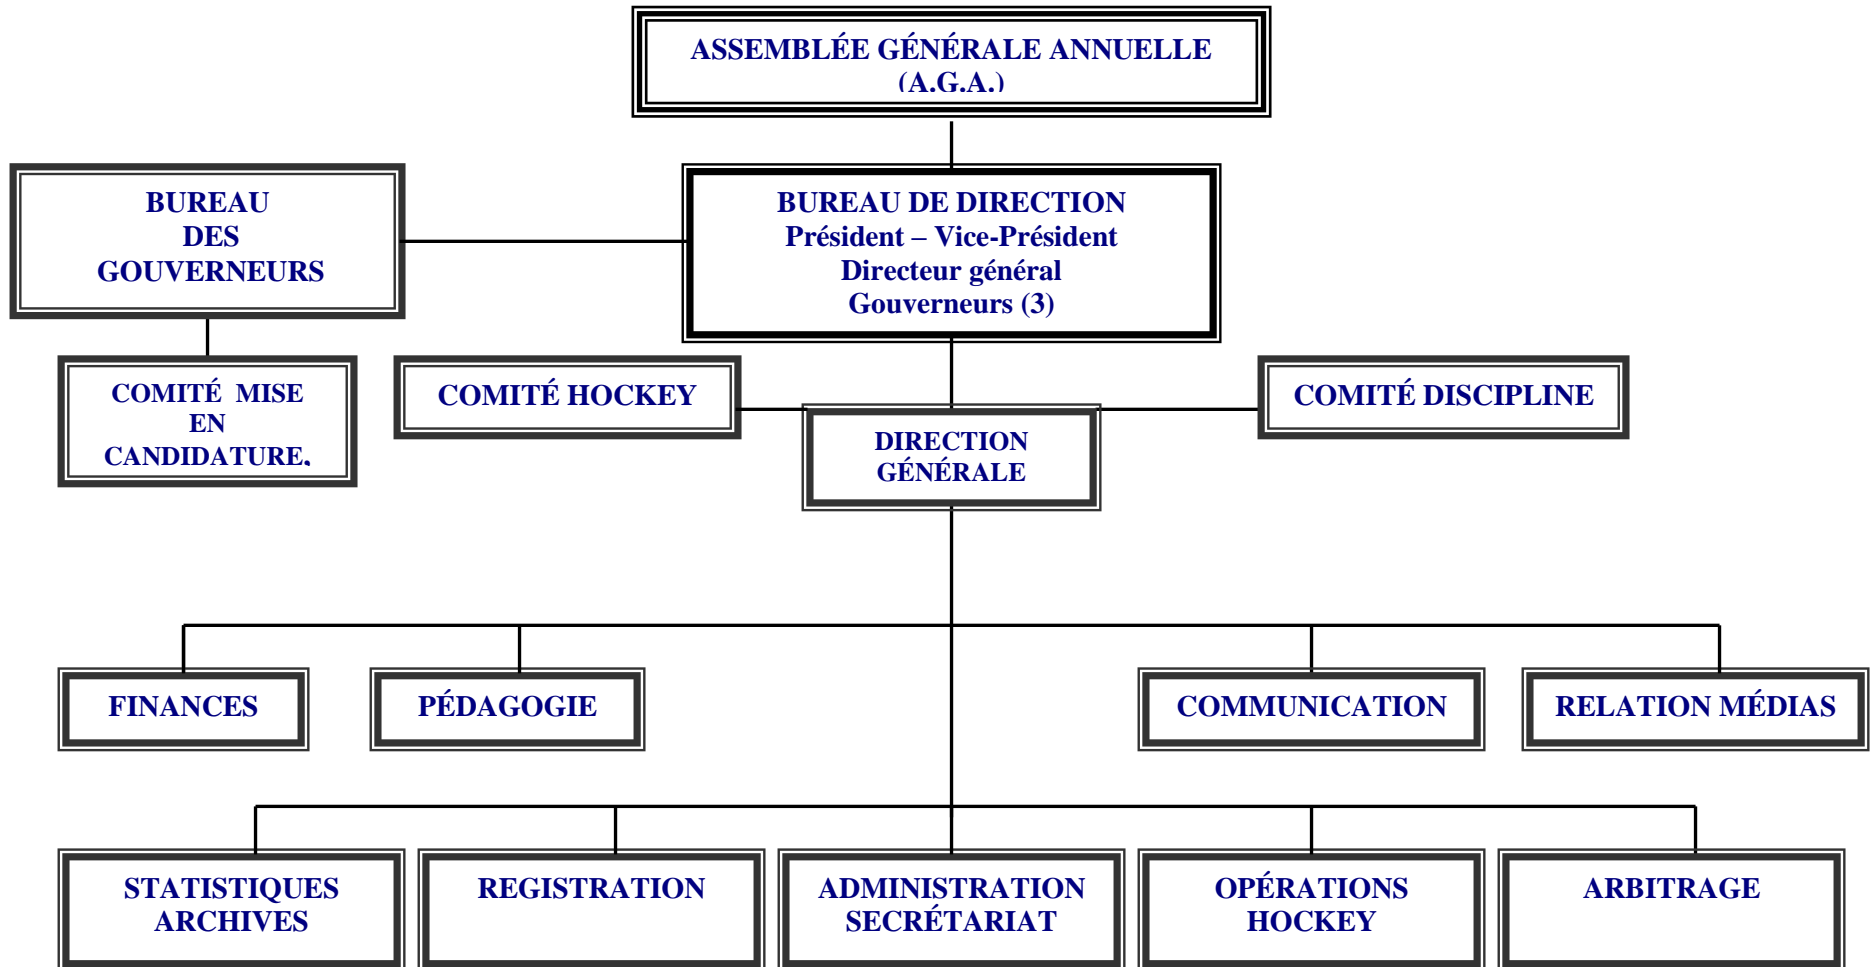 ASSEMBLÉE GÉNÉRALE ANNUELLE
(A.G.A.)
BUREAU
DES
GOUVERNEURS
BUREAU DE DIRECTION
Président – Vice-Président
Directeur général
Gouverneurs (3)
COMITÉ MISE
EN
CANDIDATURE,
COMITÉ HOCKEY
DIRECTION
GÉNÉRALE
COMITÉ DISCIPLINE
FINANCES
PÉDAGOGIE
COMMUNICATION
RELATION MÉDIAS
STATISTIQUES
ARCHIVES
REGISTRATION
ADMINISTRATION
SECRÉTARIAT
OPÉRATIONS
HOCKEY
ARBITRAGE